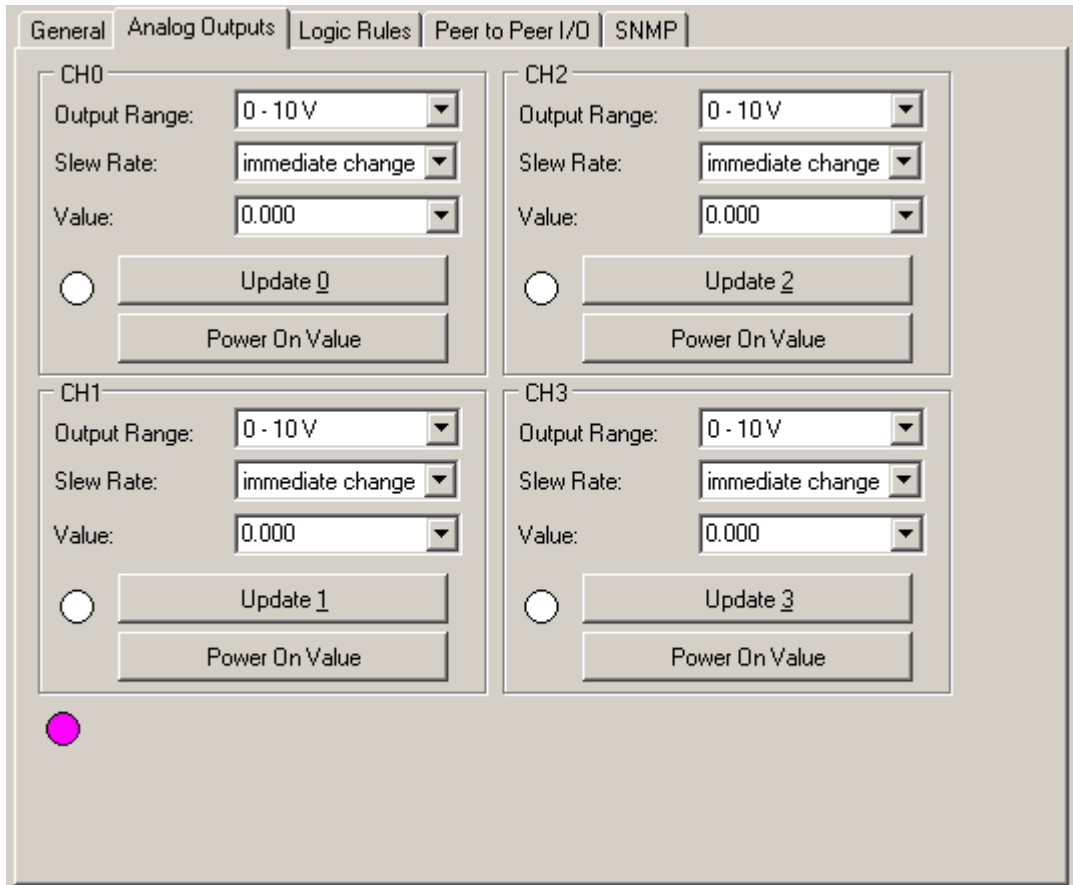 General Analog Outputs Logic Rules Peer to Peer I/O SNMP
CH0
Output Range: 0 - 10 V
Slew Rate: immediate change
Value: 0.000
Update 0
Power On Value
CH2
Output Range: 0 - 10 V
Slew Rate: immediate change
Value: 0.000
Update 2
Power On Value
CH1
Output Range: 0 - 10 V
Slew Rate: immediate change
Value: 0.000
Update 1
Power On Value
CH3
Output Range: 0 - 10 V
Slew Rate: immediate change
Value: 0.000
Update 3
Power On Value